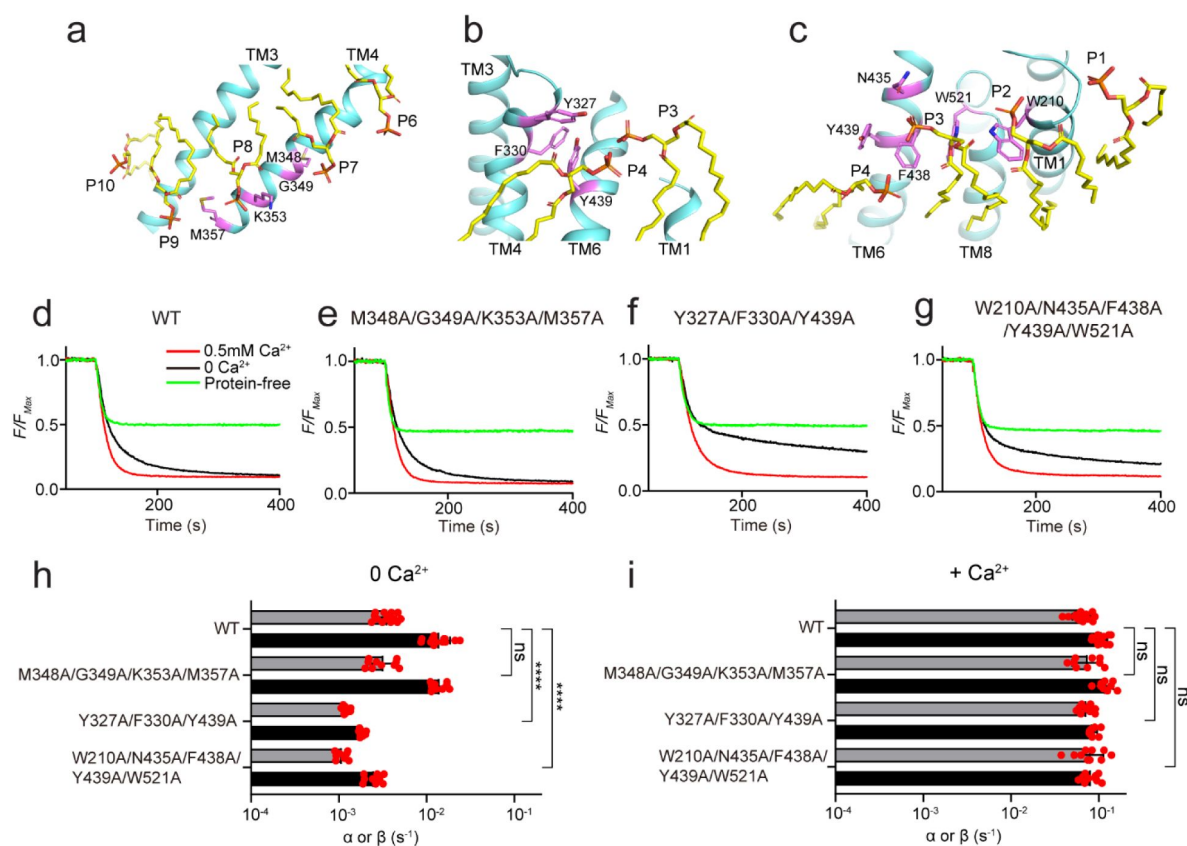 a
TM3
TM4
P6
P8
M348
P7
P10
G349
K353
M357
P9
b
TM3
Y327
P3
F330
P4
Y439
TM4
TM6
TM1
c
P1
N435
W521
P2
W210
P3
Y439
TM1
P4
F438
TM6
TM8
d
WT
0.5mM Ca²⁺
0 Ca²⁺
Protein-free
1.0
0.5
0.0
F/F_Max
200
400
Time (s)
e
M348A/G349A/K353A/M357A
1.0
0.5
0.0
F/F_Max
200
400
Time (s)
f
Y327A/F330A/Y439A
1.0
0.5
0.0
F/F_Max
200
400
Time (s)
g
W210A/N435A/F438A
/Y439A/W521A
1.0
0.5
0.0
F/F_Max
200
400
Time (s)
h
0 Ca²⁺
WT
M348A/G349A/K353A/M357A
Y327A/F330A/Y439A
W210A/N435A/F438A/
Y439A/W521A
ns
****
****
10⁻⁴
10⁻³
10⁻²
10⁻¹
α or β (s⁻¹)
i
+ Ca²⁺
WT
M348A/G349A/K353A/M357A
Y327A/F330A/Y439A
W210A/N435A/F438A/
Y439A/W521A
ns
ns
ns
10⁻⁴
10⁻³
10⁻²
10⁻¹
α or β (s⁻¹)